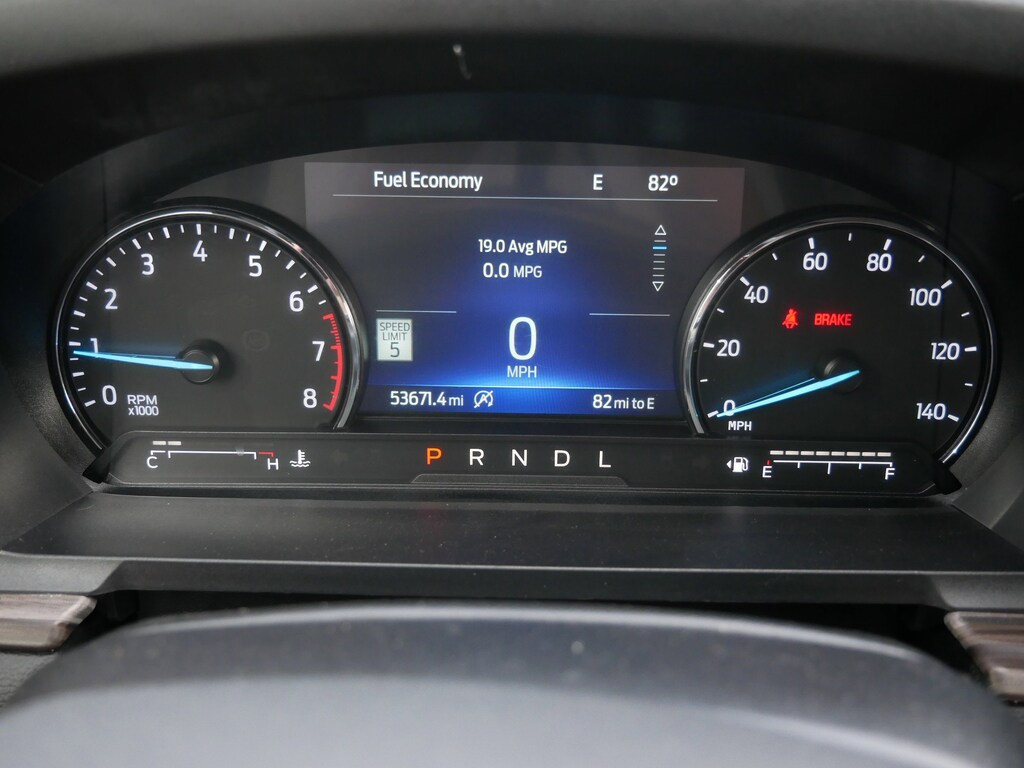 Fuel Economy E 82º
19.0 Avg MPG
0.0 MPG
SPEED
LIMIT
5
0
MPH
53671.4 mi 82 mi to E
0 1 2 3 4 5 6 7 8
RPM
x1000
0 20 40 60 80 100 120 140
MPH
BRAKE
C H
P R N D L
E F